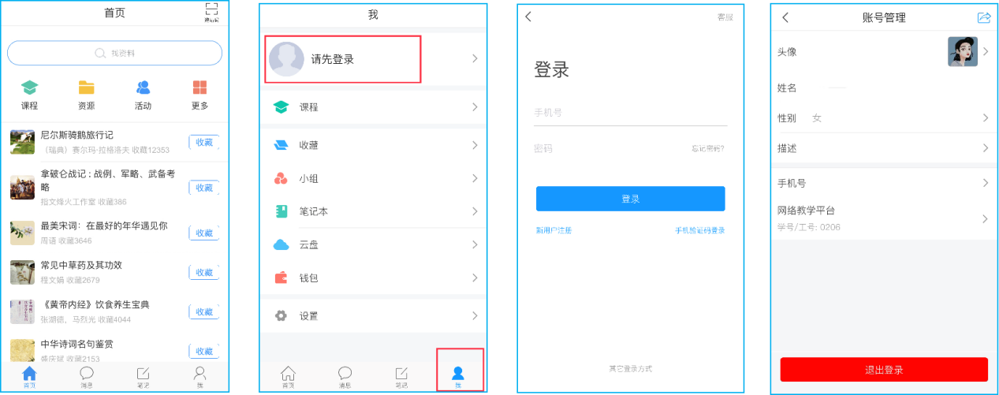 首页
邀请码
找资料
课程
资源
活动
更多
尼尔斯骑鹅旅行记
（瑞典）赛尔玛·拉格洛夫 收藏12353
收藏
拿破仑战记：战例、军略、武备考
略
指文烽火工作室 收藏386
收藏
最美宋词：在最好的年华遇见你
周语 收藏3646
收藏
常见中草药及其功效
程文娟 收藏2679
收藏
《黄帝内经》饮食养生宝典
张湖德，马烈光 收藏4044
收藏
中华诗词名句鉴赏
盛庆斌 收藏2153
收藏
首页
消息
笔记
我
我
请先登录
课程
收藏
小组
笔记本
云盘
钱包
设置
首页
消息
笔记
我
客服
登录
手机号
密码
忘记密码?
登录
新用户注册
手机验证码登录
其它登录方式
账号管理
头像
姓名
性别 女
描述
手机号
网络教学平台
学号/工号: 0206
退出登录